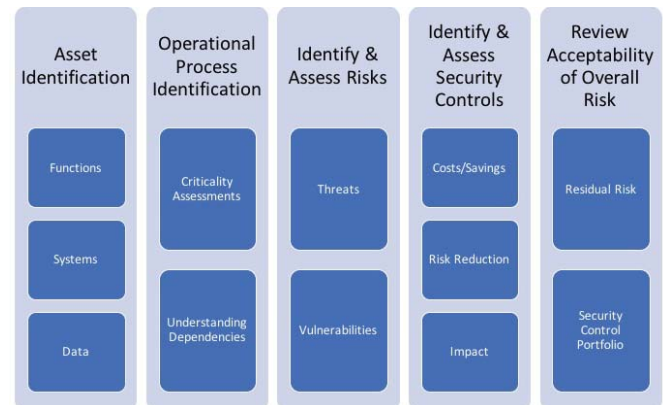 Asset
Identification
Functions
Systems
Data
Operational
Process
Identification
Criticality
Assessments
Understanding
Dependencies
Identify &
Assess Risks
Threats
Vulnerabilities
Identify &
Assess
Security
Controls
Costs/Savings
Risk Reduction
Impact
Review
Acceptability
of Overall
Risk
Residual Risk
Security
Control
Portfolio